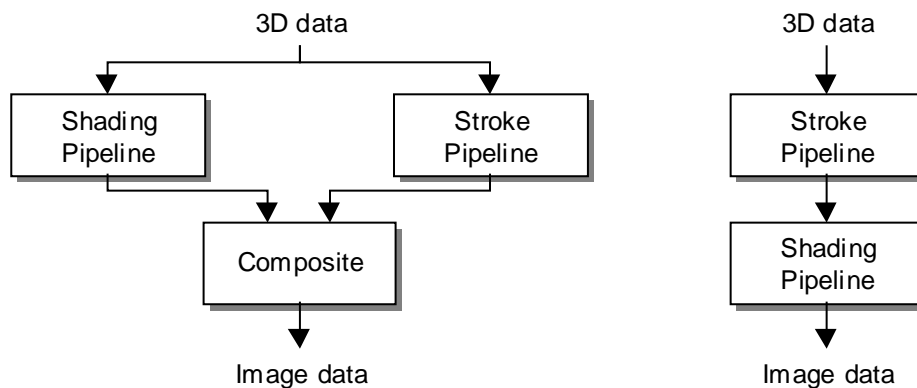 3D data
Shading
Pipeline
Stroke
Pipeline
Composite
Image data
3D data
Stroke
Pipeline
Shading
Pipeline
Image data